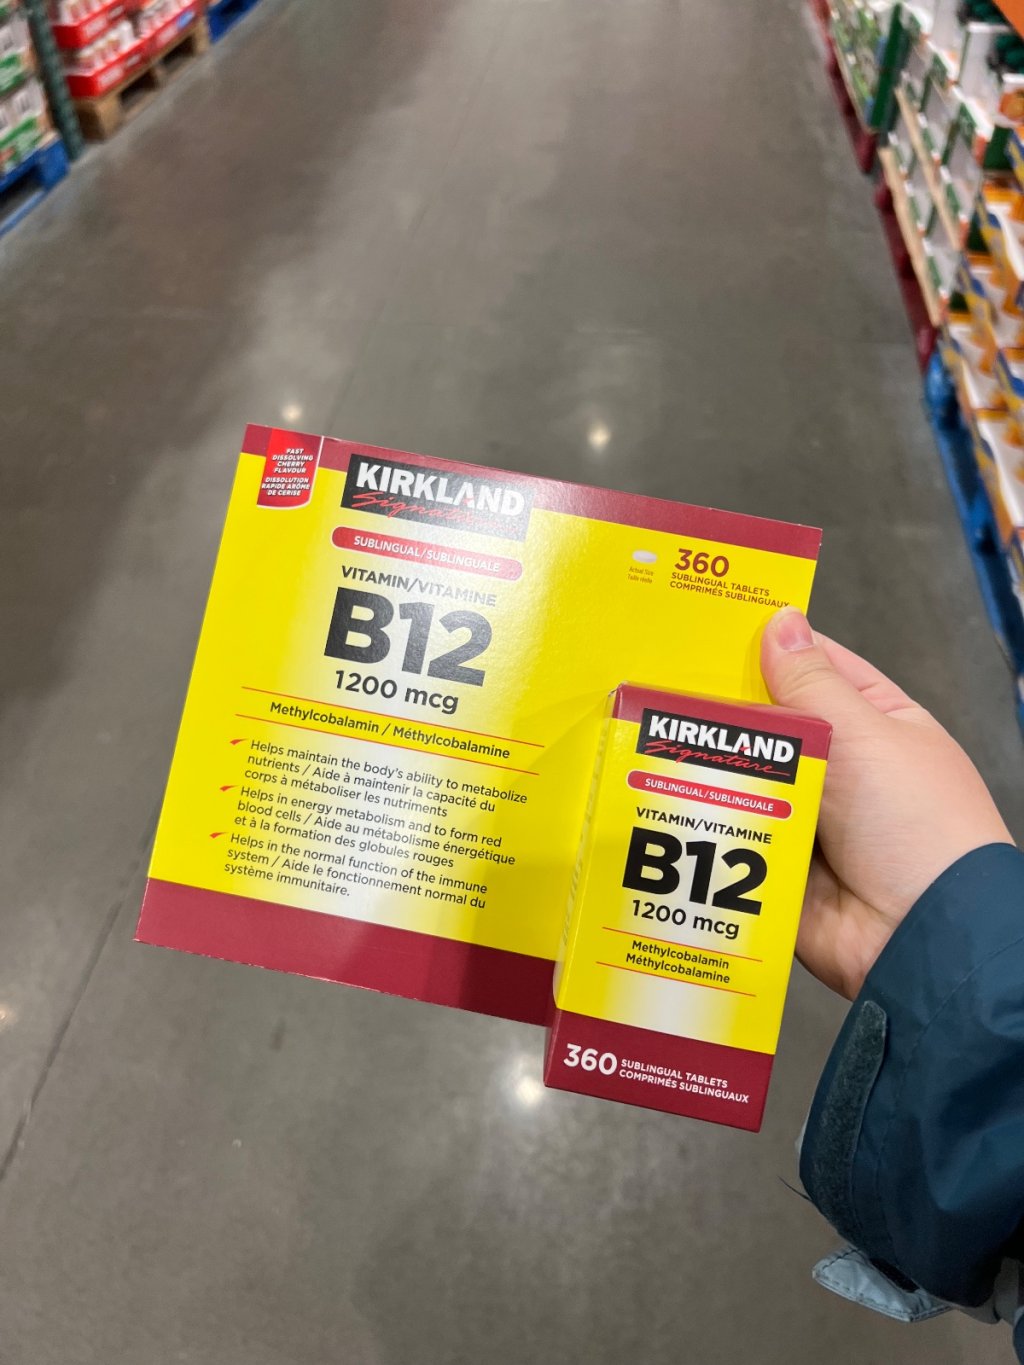 FAST
DISSOLVING
CHERRY
FLAVOUR
DISSOLUTION
RAPIDE ARÔME
DE CERISE
KIRKLAND
Signature
SUBLINGUAL/SUBLINGUALE
VITAMIN/VITAMINE
B12
1200 mcg
Methylcobalamin / Méthylcobalamine
Helps maintain the body's ability to metabolize
nutrients / Aide à maintenir la capacité du
corps à métaboliser les nutriments
Helps in energy metabolism and to form red
blood cells / Aide au métabolisme énergétique
et à la formation des globules rouges
Helps in the normal function of the immune
system / Aide le fonctionnement normal du
système immunitaire.
Actual Size
Taille réelle
360
SUBLINGUAL TABLETS
COMPRIMÉS SUBLINGUAUX
KIRKLAND
Signature
SUBLINGUAL/SUBLINGUALE
VITAMIN/VITAMINE
B12
1200 mcg
Methylcobalamin
Méthylcobalamine
360
SUBLINGUAL TABLETS
COMPRIMÉS SUBLINGUAUX